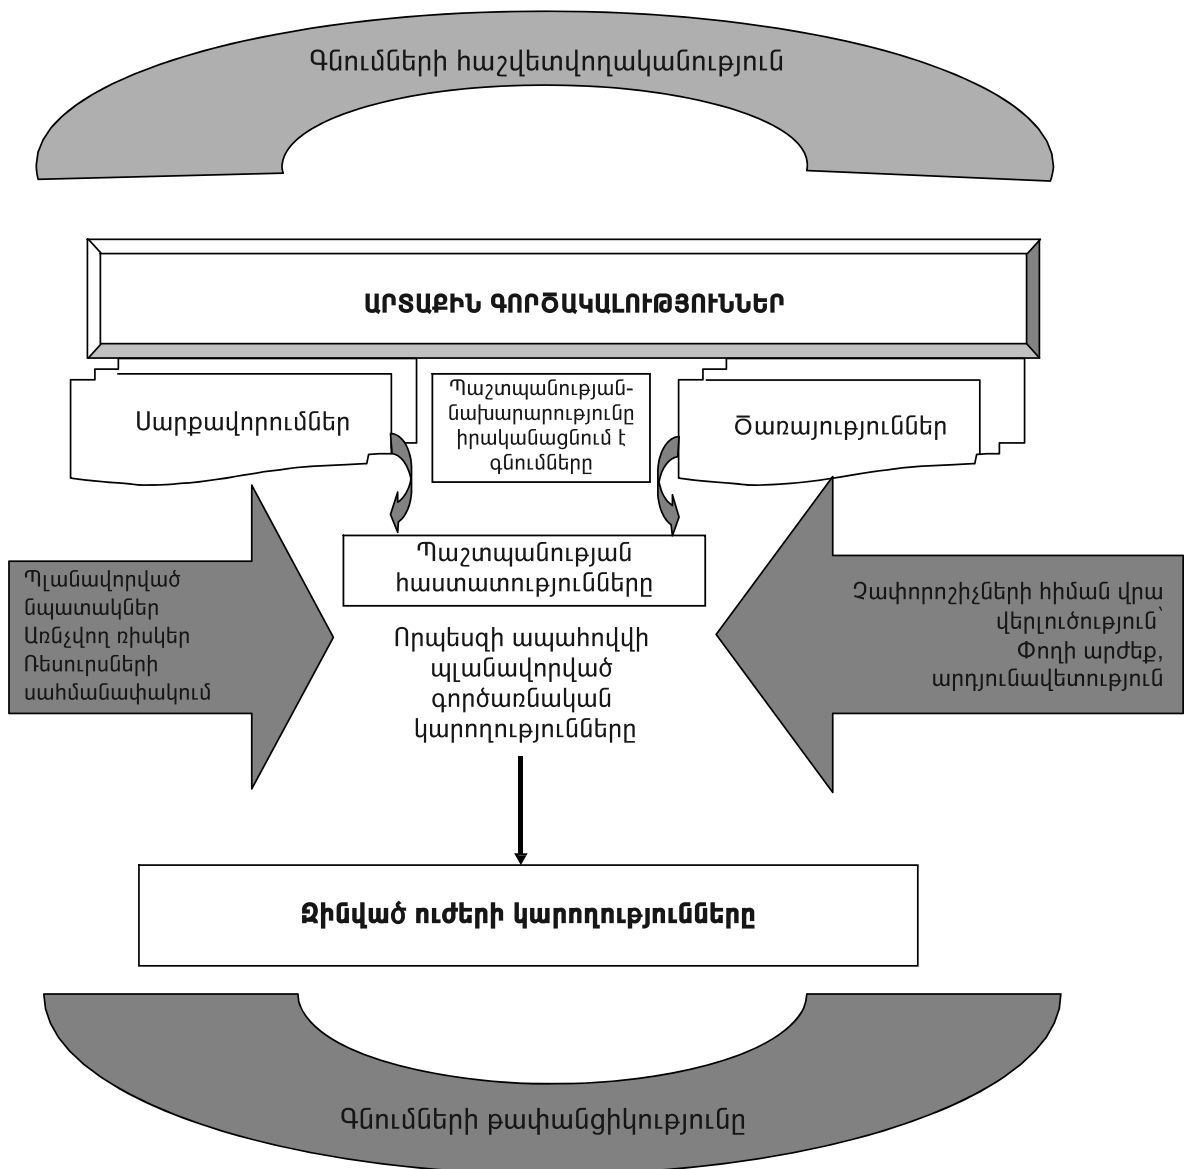 Գնումների հաշվետվողականություն
ԱՐՏԱՔԻՆ ԳՈՐԾԱԿԱԼՈՒԹՅՈՒՆՆԵՐ
Սարքավորումներ
Պաշտպանության-
նախարարությունը
իրականացնում է
գնումները
Ծառայություններ
Պաշտպանության
հաստատությունները
Պլանավորված
նպատակներ
Առնչվող ռիսկեր
Ռեսուրսների
սահմանափակում
Որպեսզի ապահովվի
պլանավորված
գործառնական
կարողությունները
Չափորոշիչների հիման վրա
վերլուծություն՝
Փողի արժեք,
արդյունավետություն
Զինված ուժերի կարողությունները
Գնումների թափանցիկությունը